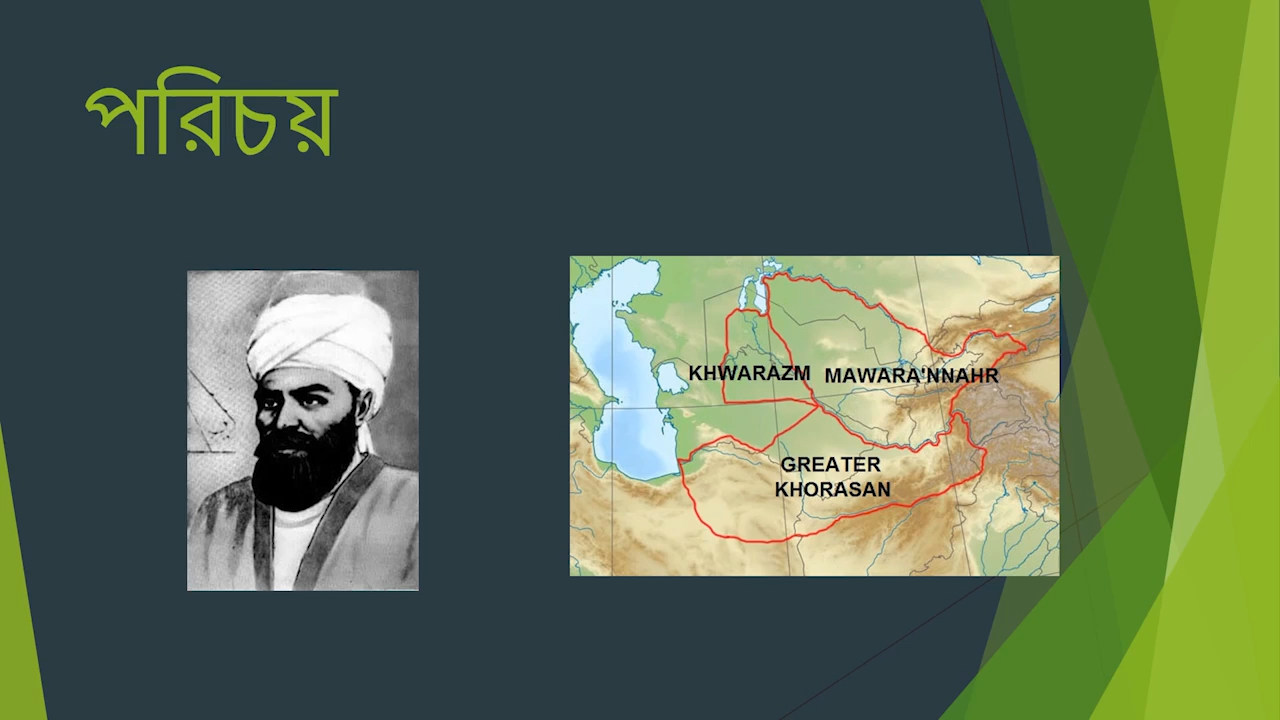 পরিচয়
KHWARAZM
MAWARA'NNAHR
GREATER
KHORASAN